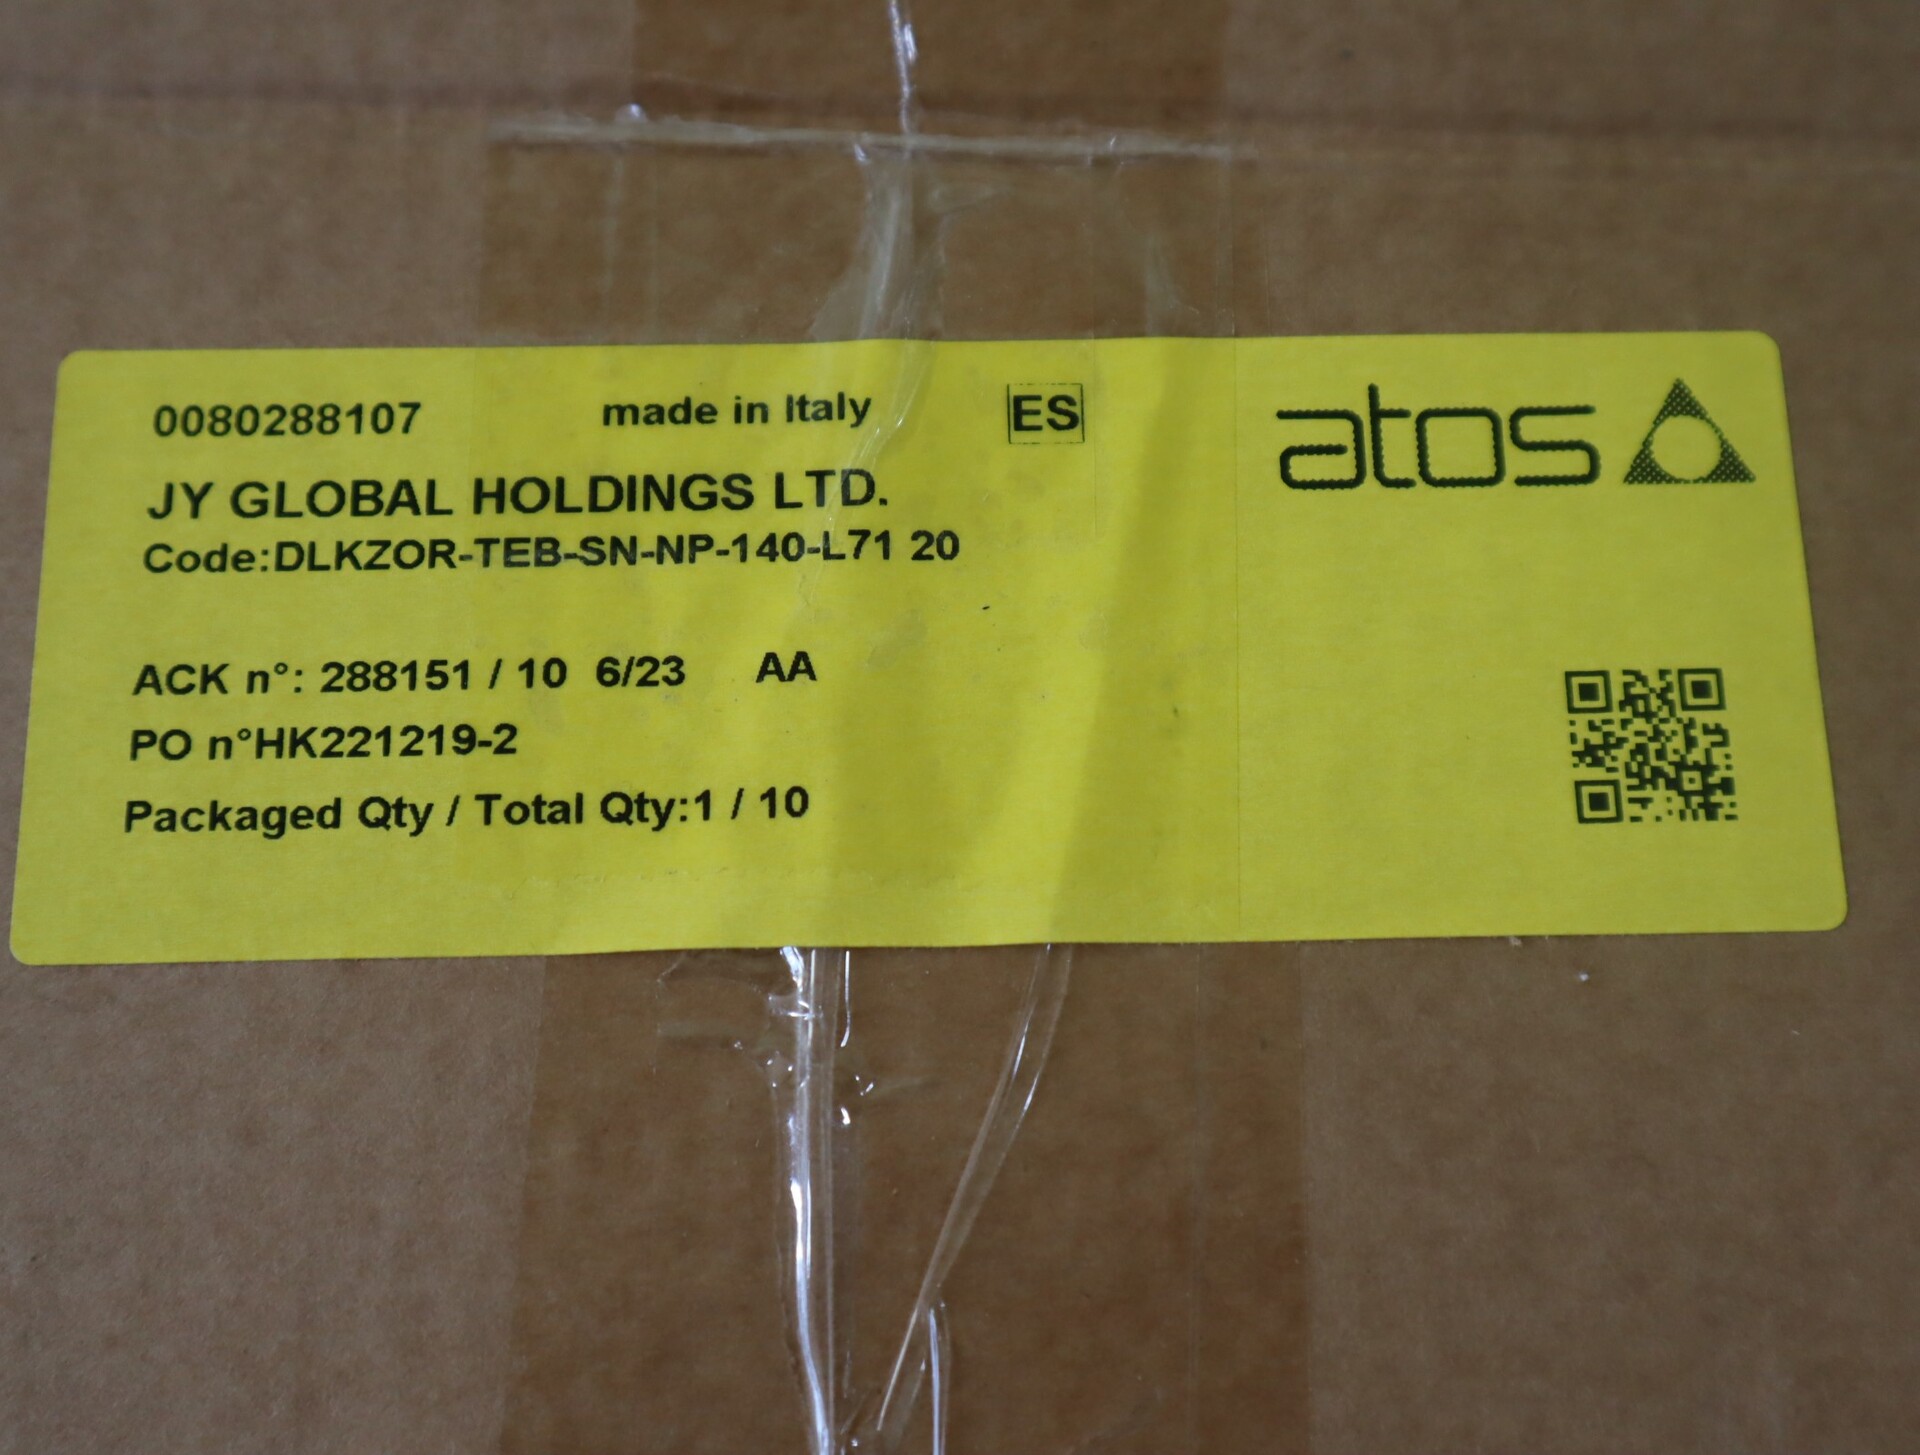 0080288107 made in Italy ES atos
JY GLOBAL HOLDINGS LTD.
Code:DLKZOR-TEB-SN-NP-140-L71 20
ACK n°: 288151 / 10 6/23 AA
PO n°HK221219-2
Packaged Qty / Total Qty:1 / 10